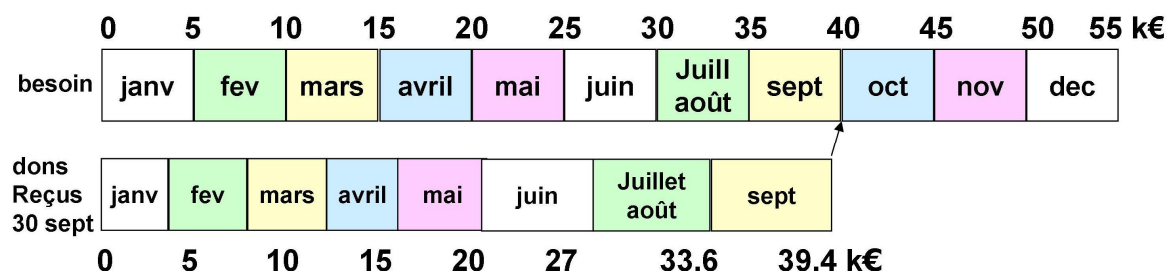 0 5 10 15 20 25 30 35 40 45 50 55 k€
besoin janv fev mars avril mai juin Juill août sept oct nov dec
dons
Reçus
30 sept
janv fev mars avril mai juin Juillet août sept
0 5 10 15 20 27 33.6 39.4 k€